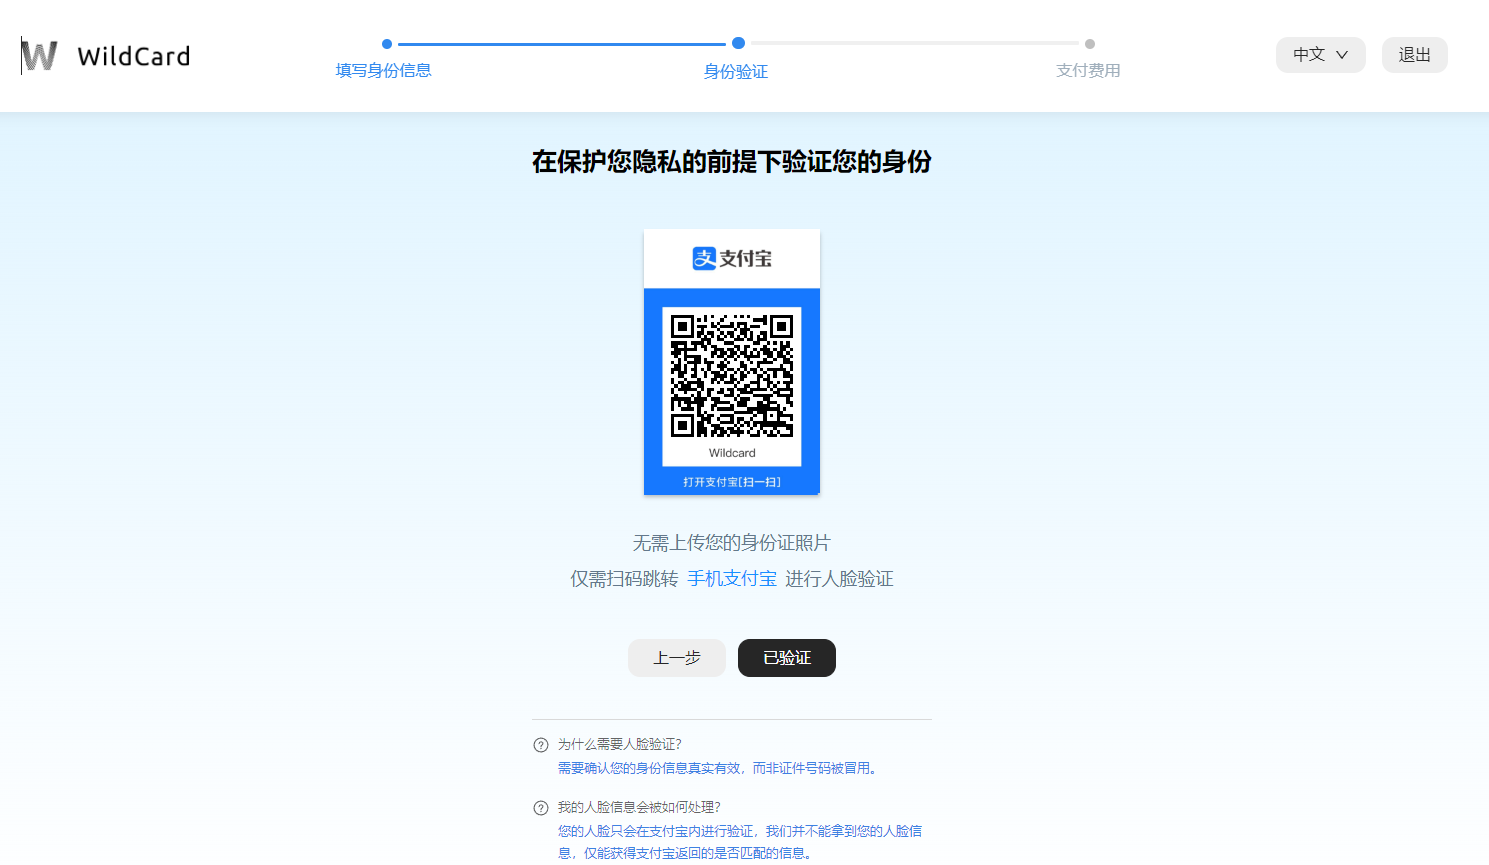 WildCard
填写身份信息
身份验证
支付费用
中文
退出
在保护您隐私的前提下验证您的身份
支付宝
Wildcard
打开支付宝[扫一扫]
无需上传您的身份证照片
仅需扫码跳转 手机支付宝 进行人脸验证
上一步
已验证
为什么需要人脸验证?
需要确认您的身份信息真实有效，而非证件号码被冒用。
我的人脸信息会被如何处理?
您的人脸只会在支付宝内进行验证，我们并不能拿到您的人脸信
息，仅能获得支付宝返回的是否匹配的信息。